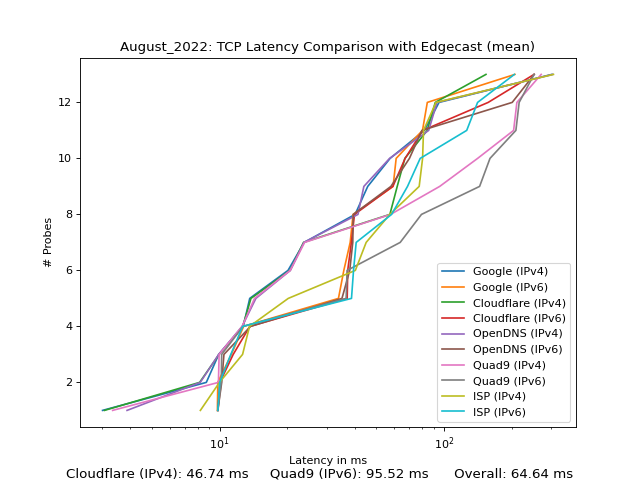 August_2022: TCP Latency Comparison with Edgecast (mean)
# Probes
12
10
8
6
4
2
Google (IPv4)
Google (IPv6)
Cloudflare (IPv4)
Cloudflare (IPv6)
OpenDNS (IPv4)
OpenDNS (IPv6)
Quad9 (IPv4)
Quad9 (IPv6)
ISP (IPv4)
ISP (IPv6)
10¹ 10²
Latency in ms
Cloudflare (IPv4): 46.74 ms Quad9 (IPv6): 95.52 ms Overall: 64.64 ms